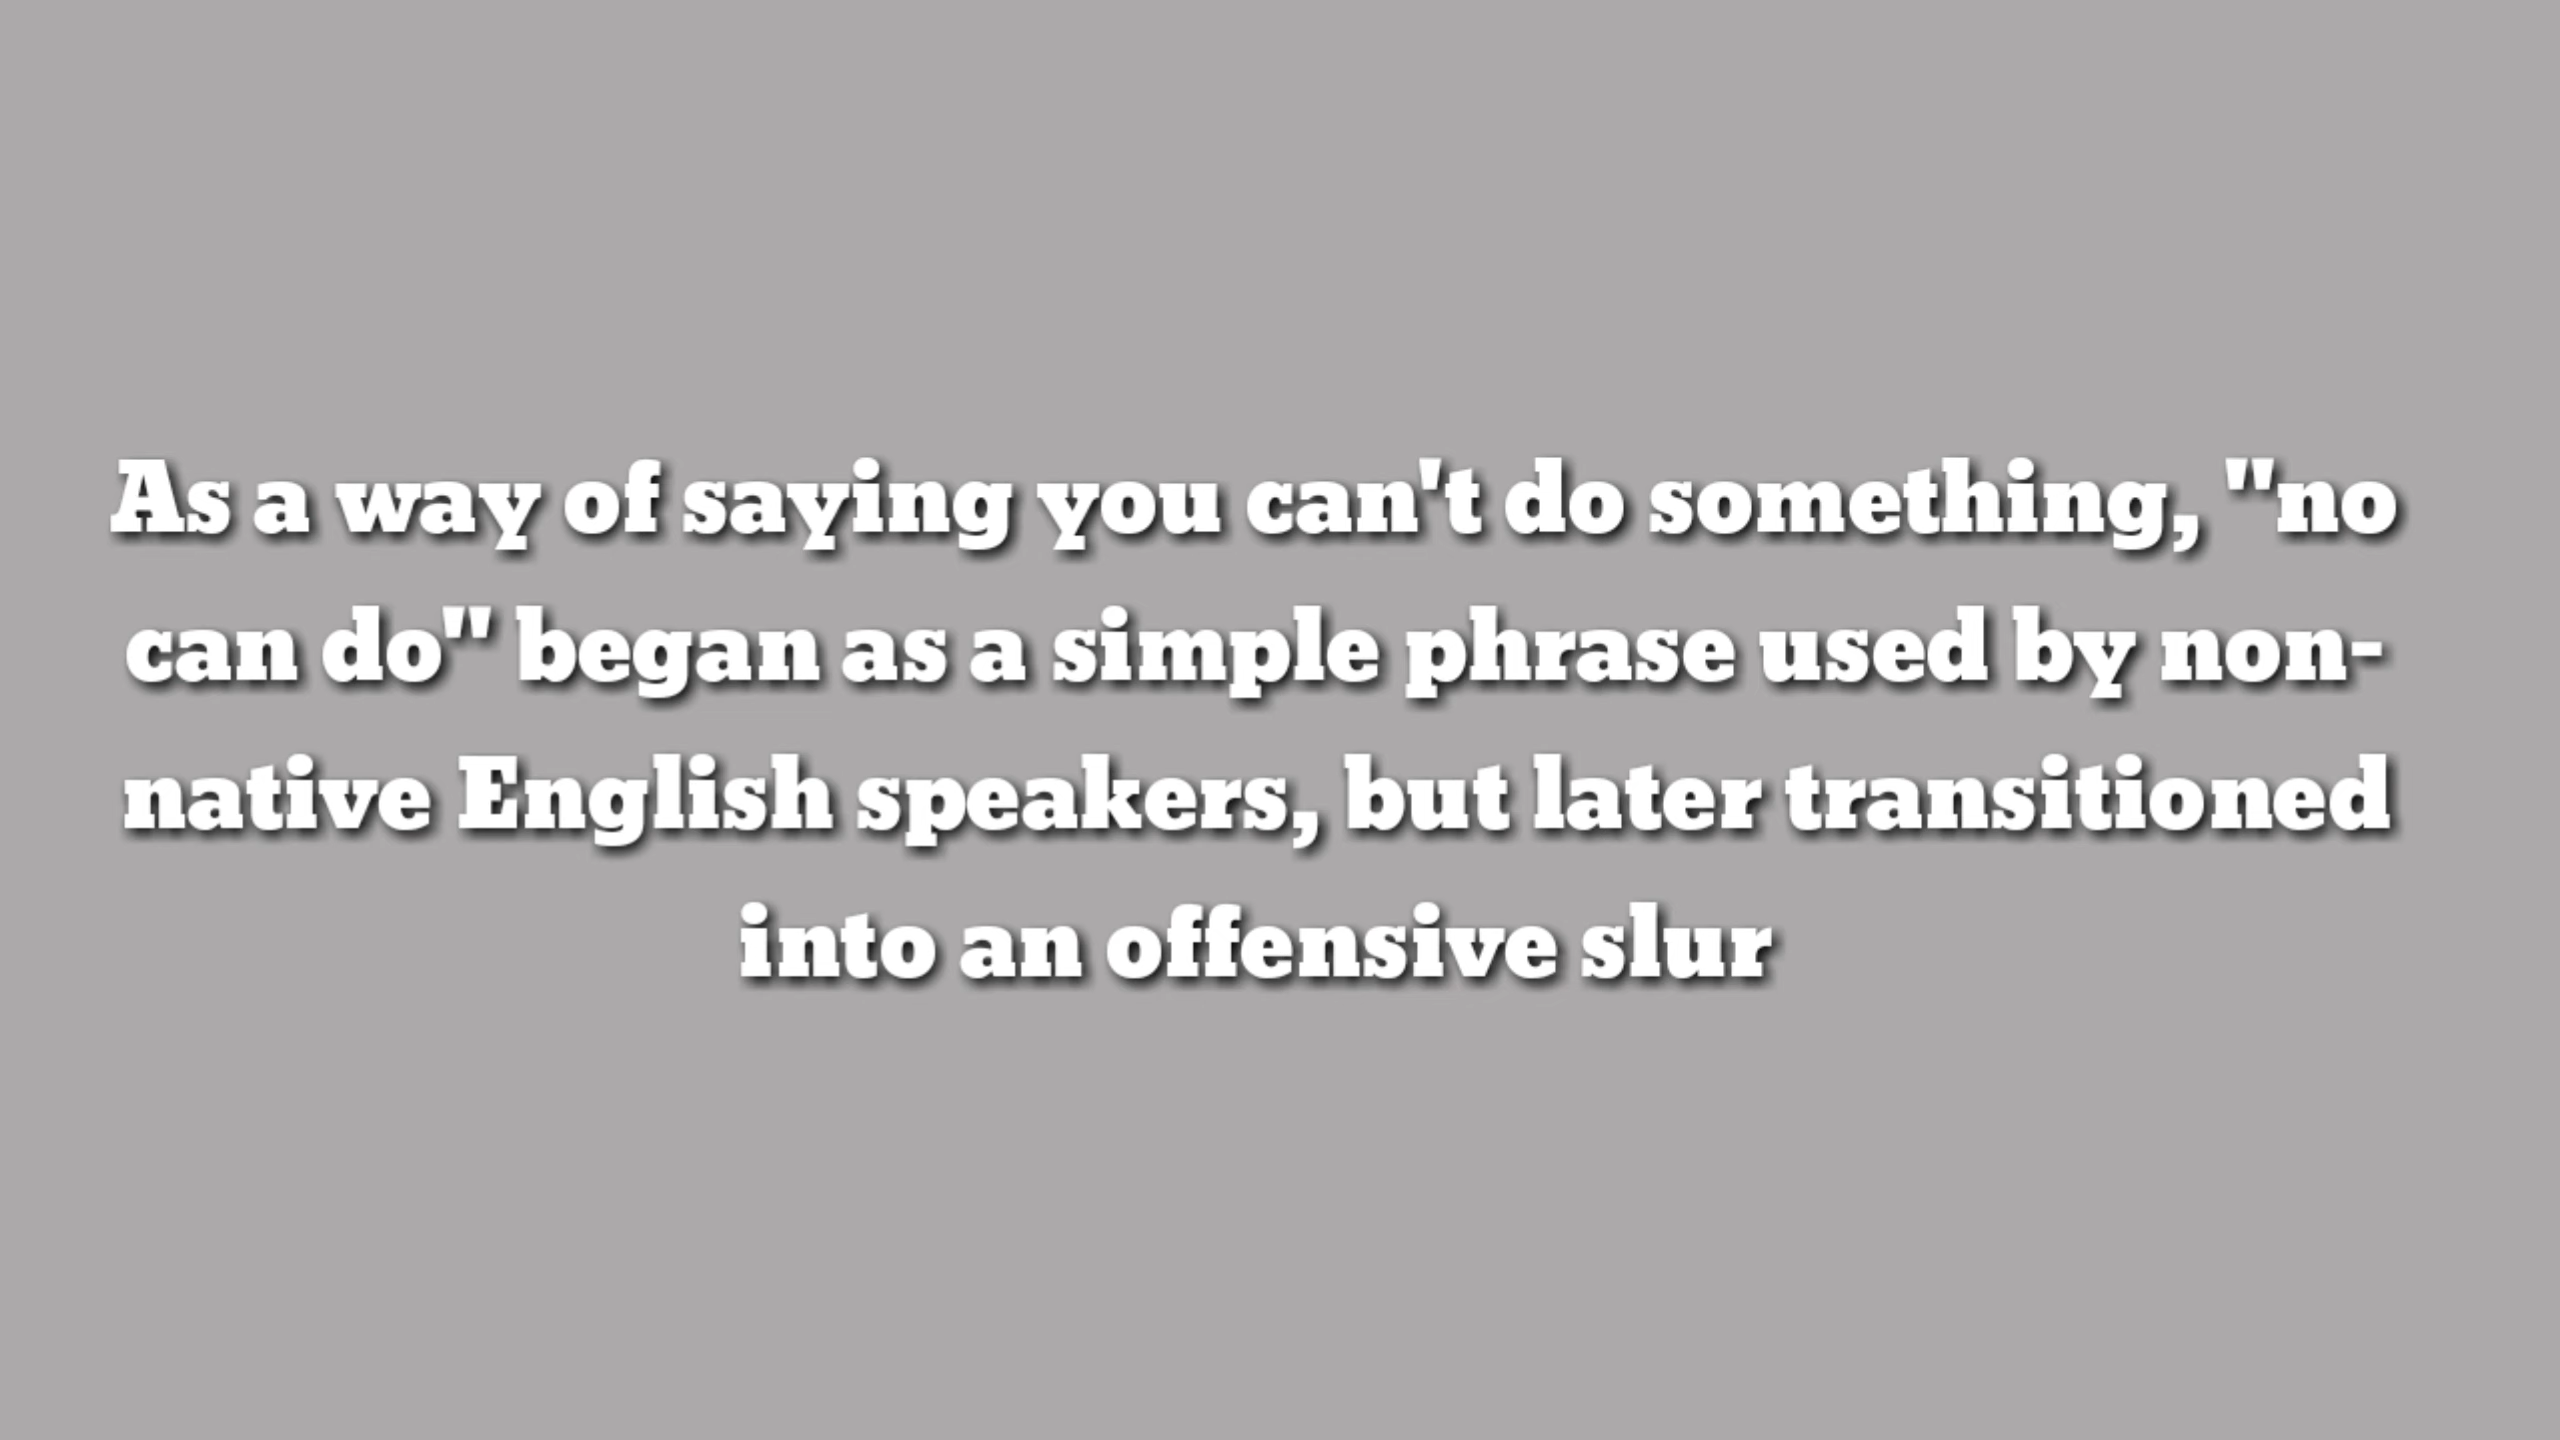 As a way of saying you can't do something, "no
can do" began as a simple phrase used by non-
native English speakers, but later transitioned
into an offensive slur